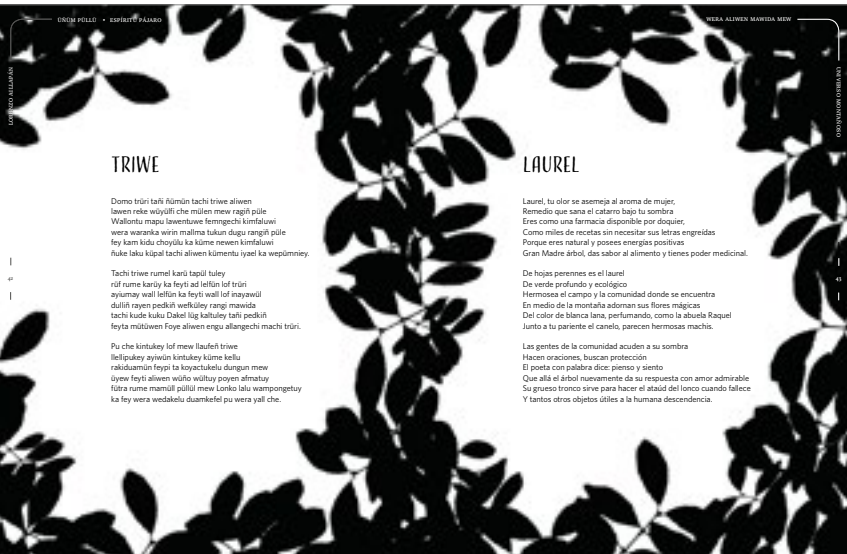 ÜÑÜM PÜLLÜ • ESPÍRITU PÁJARO
LORENZO AILLAPÁN
42
TRIWE
Domo trüri tañi ñümün tachi triwe aliwen
lawen reke wüyülfi che mülen mew ragiñ püle
Wallontu mapu lawentuwe femngechi kimfaluwi
wera waranka wirin mallma tukun dugu rangiñ püle
fey kam kidu choyülu ka küme newen kimfaluwi
ñuke laku küpal tachi aliwen kümentu iyael ka wepümniey.
Tachi triwe rumel karü tapül tuley
rüf rume karüy ka feyti ad lelfün lof trüri
ayiumay wall lelfün ka feyti wall lof inayawül
dulliñ rayen pedkiñ wefküley rangi mawida
tachi kude kuku Dakel lüg kaltuley tañi pedkiñ
feyta mütüwen Foye aliwen engu allangechi machi trüri.
Pu che kintukey lof mew llaufeñ triwe
llellipukey ayiwün kintukey küme kellu
rakiduamün feypi ta koyactukelu dungun mew
üyew feyti aliwen wüño wültuy poyen afmatuy
fütra rume mamüll püllül mew Lonko lalu wampongetuy
ka fey wera wedakelu duamkefel pu wera yall che.
WERA ALIWEN MAWIDA MEW
UNIVERSO MONTAÑOSO
43
LAUREL
Laurel, tu olor se asemeja al aroma de mujer,
Remedio que sana el catarro bajo tu sombra
Eres como una farmacia disponible por doquier,
Como miles de recetas sin necesitar sus letras engreídas
Porque eres natural y posees energías positivas
Gran Madre árbol, das sabor al alimento y tienes poder medicinal.
De hojas perennes es el laurel
De verde profundo y ecológico
Hermosea el campo y la comunidad donde se encuentra
En medio de la montaña adornan sus flores mágicas
Del color de blanca lana, perfumando, como la abuela Raquel
Junto a tu pariente el canelo, parecen hermosas machis.
Las gentes de la comunidad acuden a su sombra
Hacen oraciones, buscan protección
El poeta con palabra dice: pienso y siento
Que allá el árbol nuevamente da su respuesta con amor admirable
Su grueso tronco sirve para hacer el ataúd del lonco cuando fallece
Y tantos otros objetos útiles a la humana descendencia.